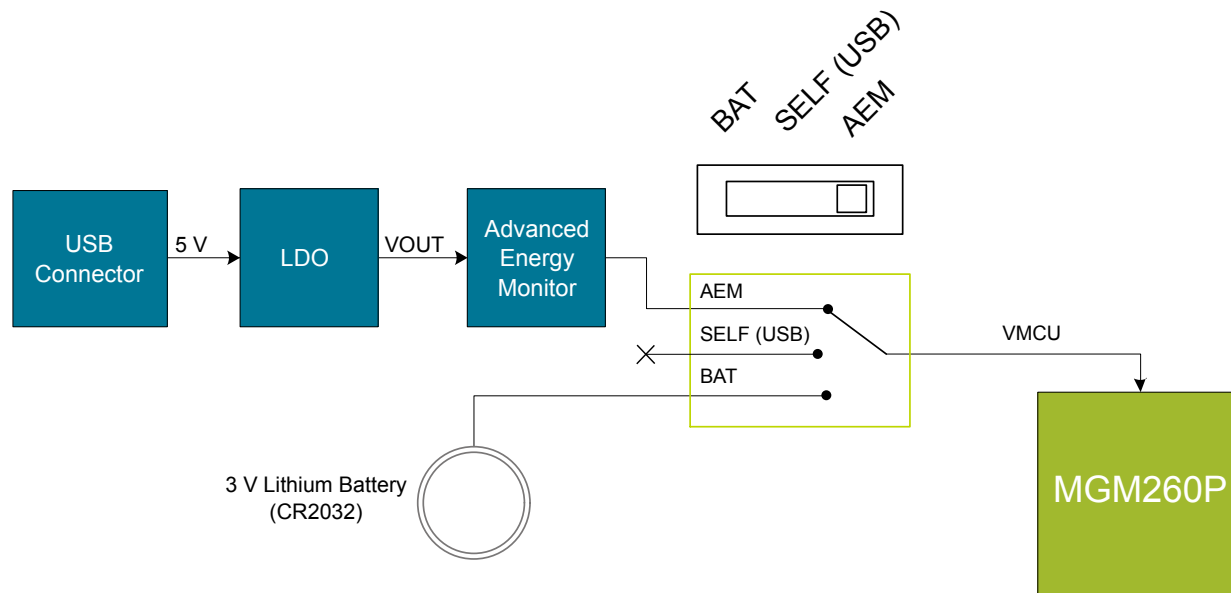 BAT
SELF (USB)
AEM
USB
Connector
5 V
LDO
VOUT
Advanced
Energy
Monitor
AEM
SELF (USB)
BAT
VMCU
3 V Lithium Battery
(CR2032)
MGM260P